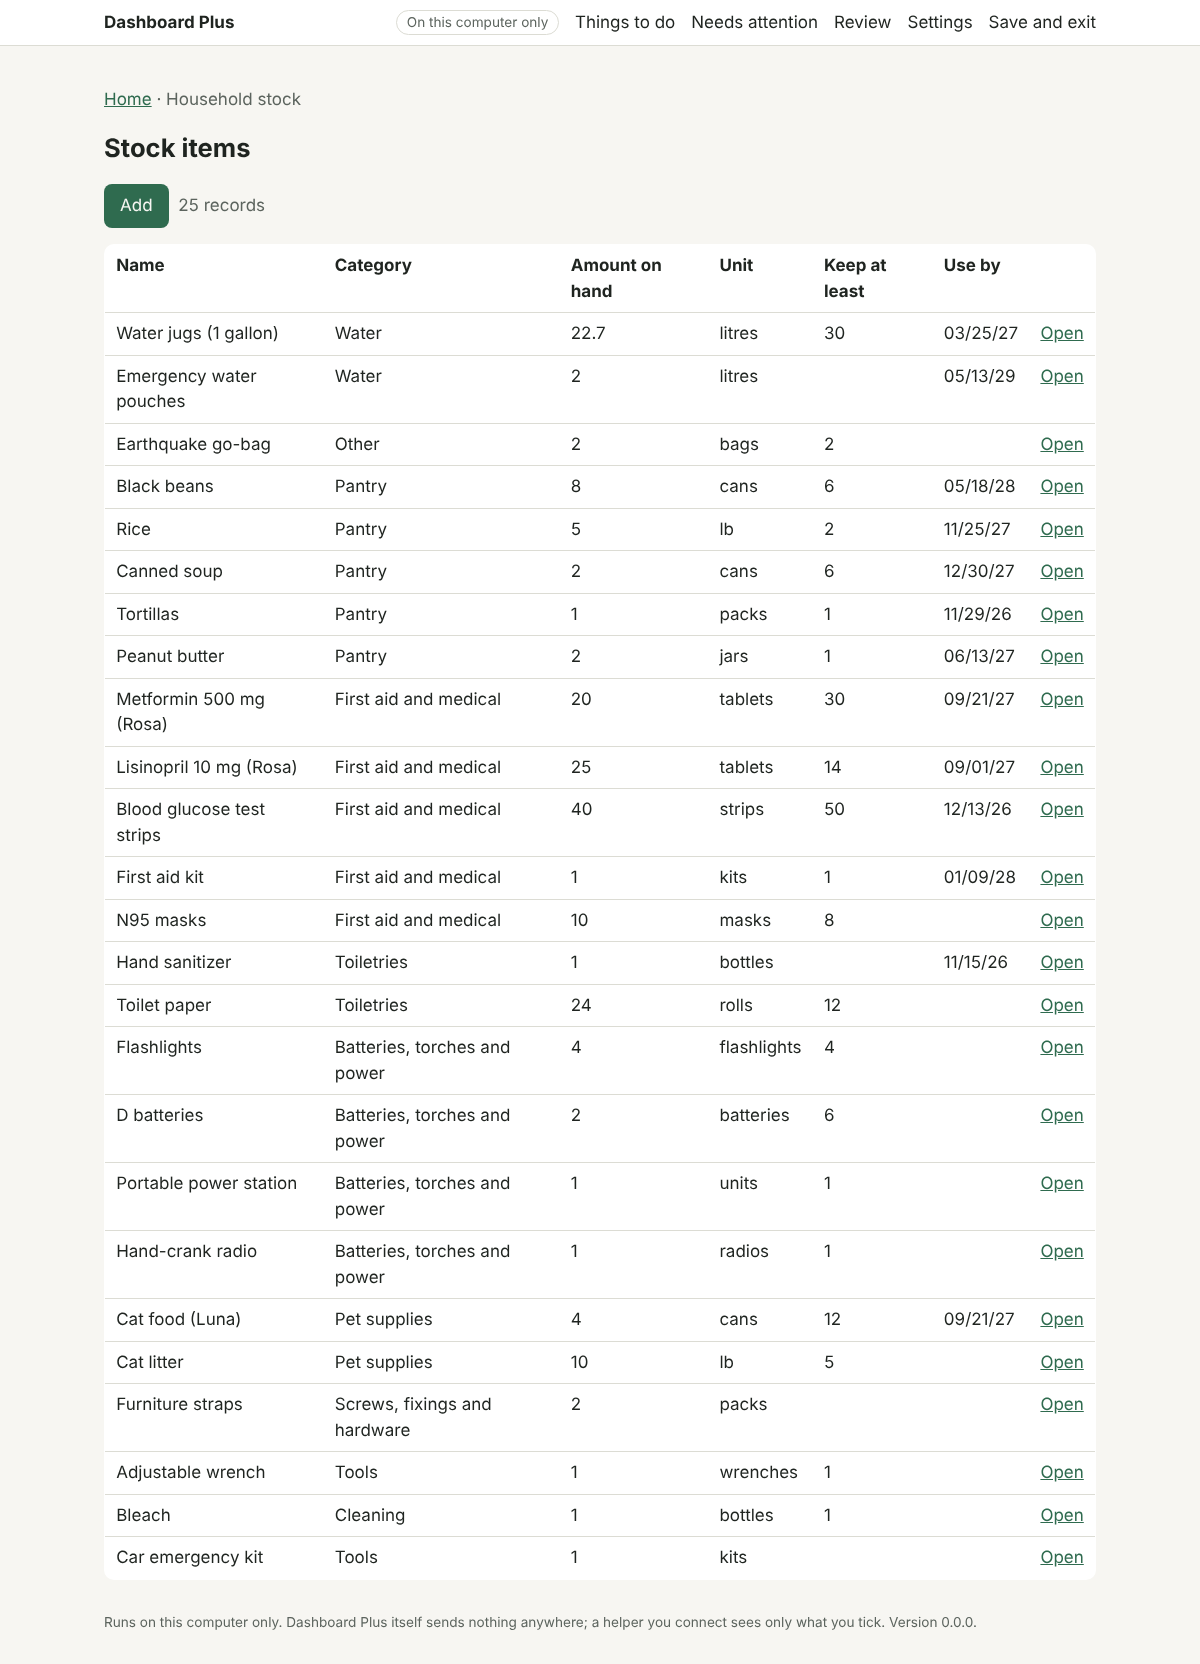 Dashboard Plus
On this computer only Things to do Needs attention Review Settings Save and exit
Home · Household stock
Stock items
Add 25 records
Name Category Amount on hand Unit Keep at least Use by
Water jugs (1 gallon) Water 22.7 litres 30 03/25/27 Open
Emergency water pouches Water 2 litres 05/13/29 Open
Earthquake go-bag Other 2 bags 2 Open
Black beans Pantry 8 cans 6 05/18/28 Open
Rice Pantry 5 lb 2 11/25/27 Open
Canned soup Pantry 2 cans 6 12/30/27 Open
Tortillas Pantry 1 packs 1 11/29/26 Open
Peanut butter Pantry 2 jars 1 06/13/27 Open
Metformin 500 mg (Rosa) First aid and medical 20 tablets 30 09/21/27 Open
Lisinopril 10 mg (Rosa) First aid and medical 25 tablets 14 09/01/27 Open
Blood glucose test strips First aid and medical 40 strips 50 12/13/26 Open
First aid kit First aid and medical 1 kits 1 01/09/28 Open
N95 masks First aid and medical 10 masks 8 Open
Hand sanitizer Toiletries 1 bottles 11/15/26 Open
Toilet paper Toiletries 24 rolls 12 Open
Flashlights Batteries, torches and power 4 flashlights 4 Open
D batteries Batteries, torches and power 2 batteries 6 Open
Portable power station Batteries, torches and power 1 units 1 Open
Hand-crank radio Batteries, torches and power 1 radios 1 Open
Cat food (Luna) Pet supplies 4 cans 12 09/21/27 Open
Cat litter Pet supplies 10 lb 5 Open
Furniture straps Screws, fixings and hardware 2 packs Open
Adjustable wrench Tools 1 wrenches 1 Open
Bleach Cleaning 1 bottles 1 Open
Car emergency kit Tools 1 kits Open
Runs on this computer only. Dashboard Plus itself sends nothing anywhere; a helper you connect sees only what you tick. Version 0.0.0.